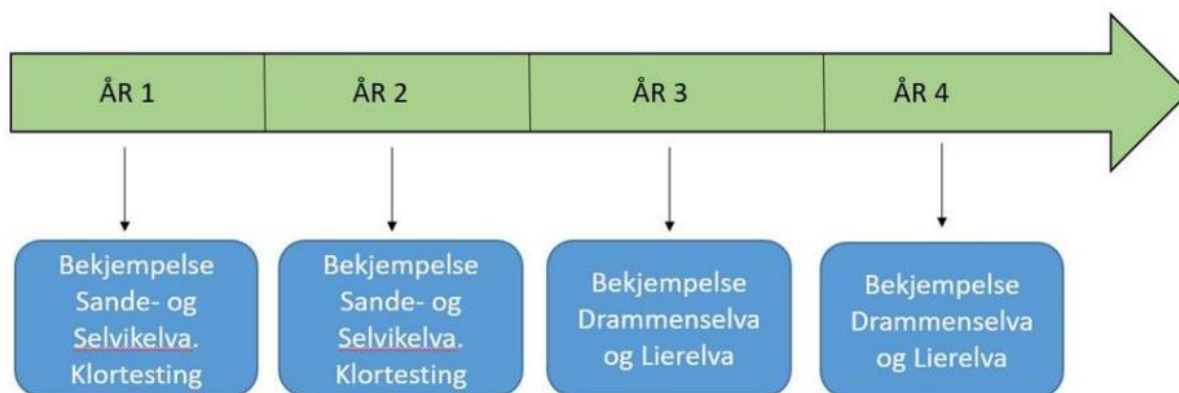 ÅR 1
ÅR 2
ÅR 3
ÅR 4
Bekjempelse
Sande- og
Selvikelva.
Klortesting
Bekjempelse
Sande- og
Selvikelva.
Klortesting
Bekjempelse
Drammenselva
og Lierelva
Bekjempelse
Drammenselva
og Lierelva